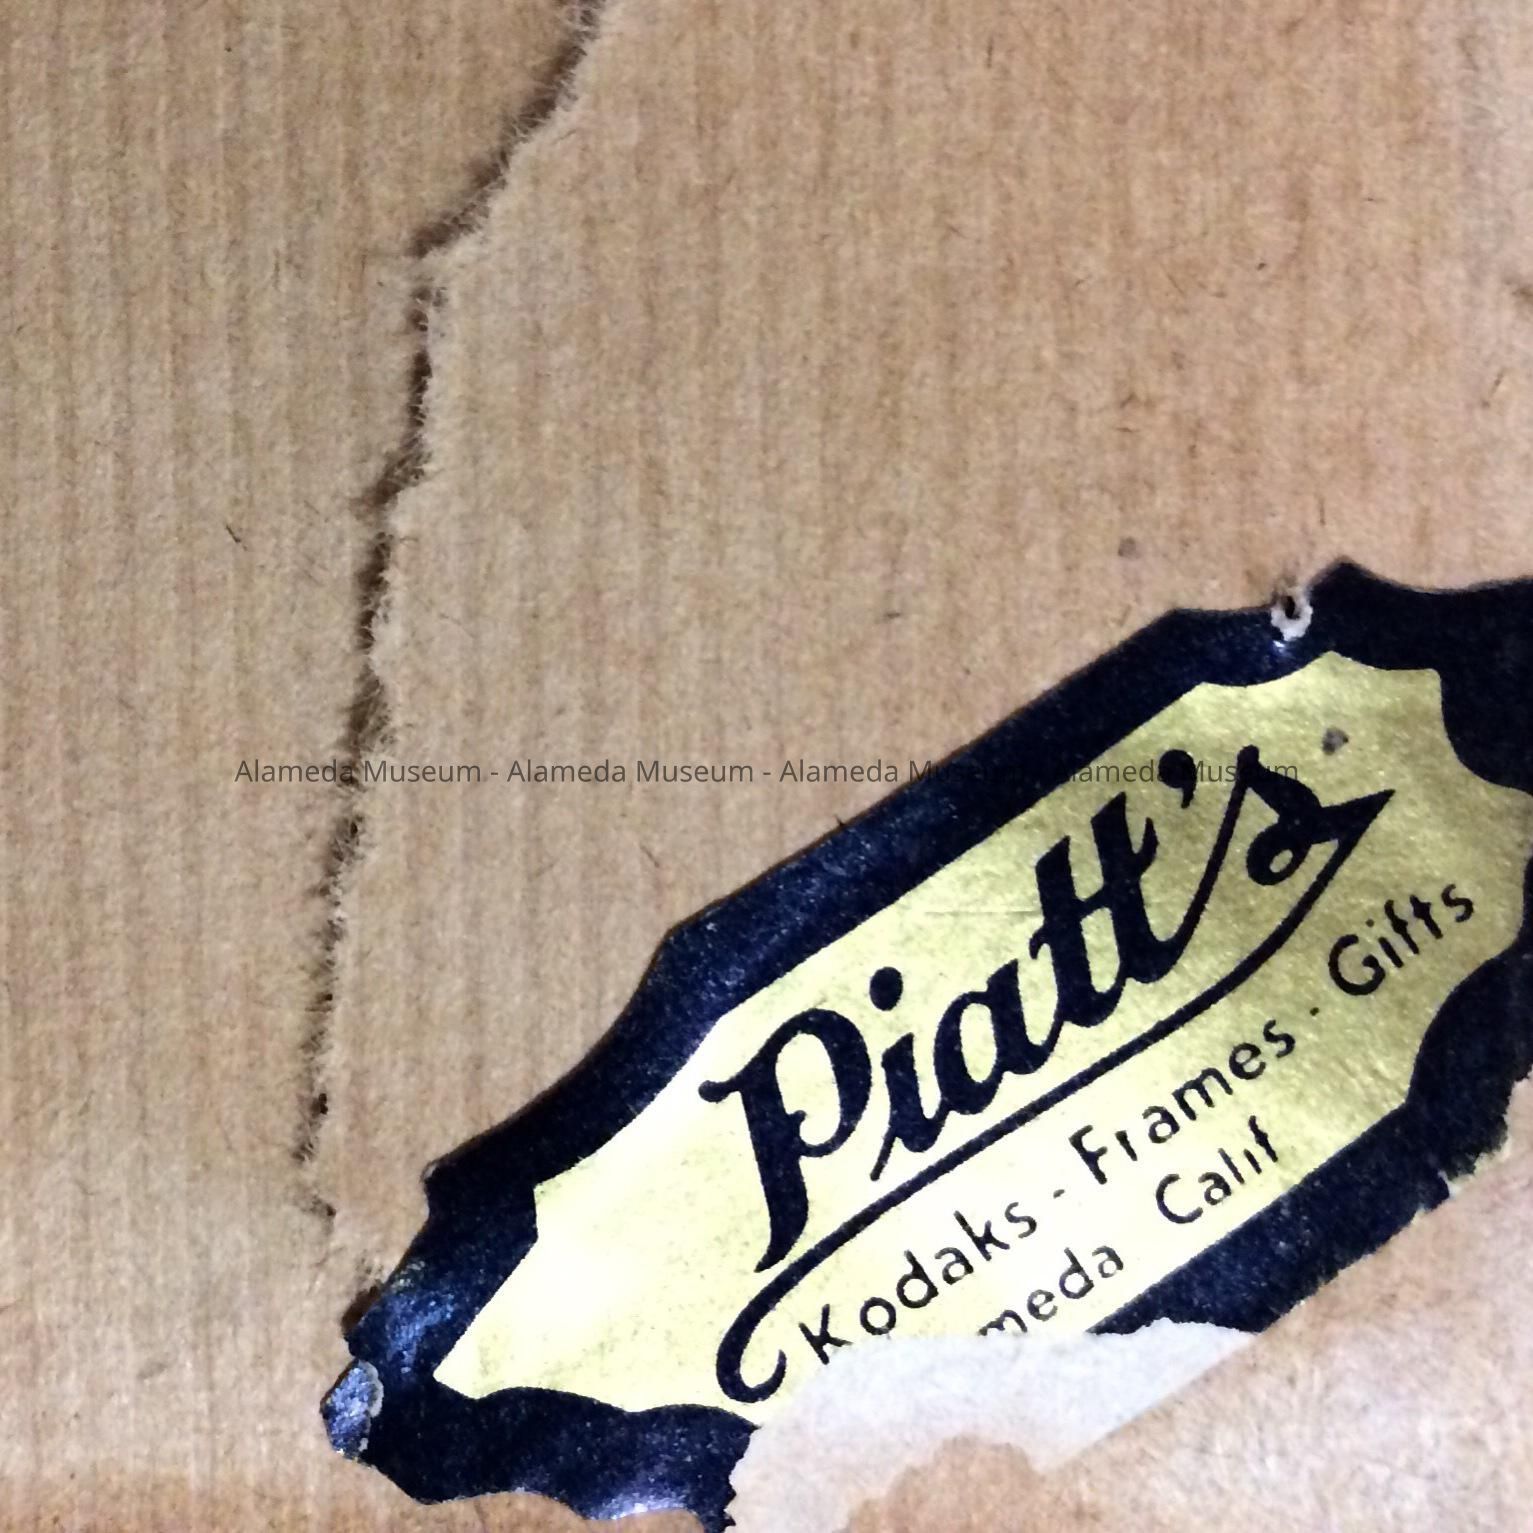 Alameda Museum - Alameda Museum - Alameda Museum - Alameda Museum
Piatt's
Kodaks - Frames - Gifts
meda Calif